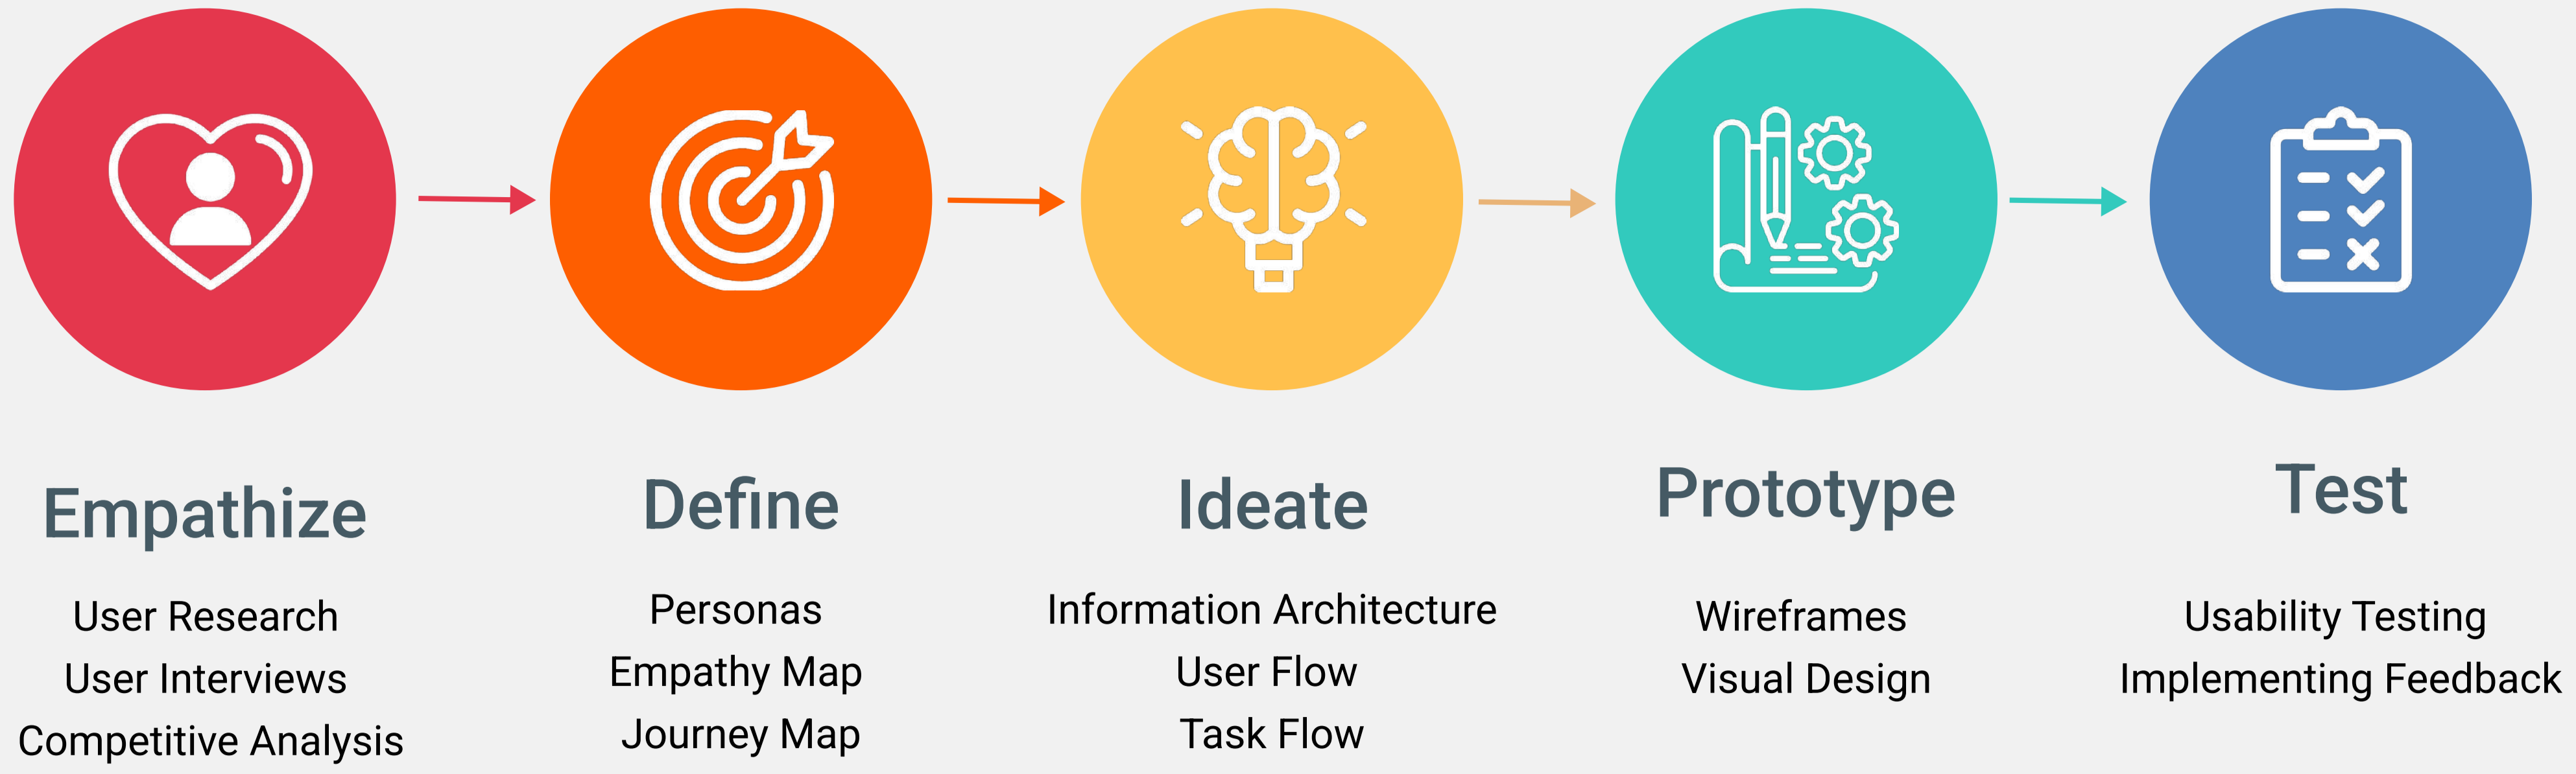 Empathize
User Research
User Interviews
Competitive Analysis
Define
Personas
Empathy Map
Journey Map
Ideate
Information Architecture
User Flow
Task Flow
Prototype
Wireframes
Visual Design
Test
Usability Testing
Implementing Feedback